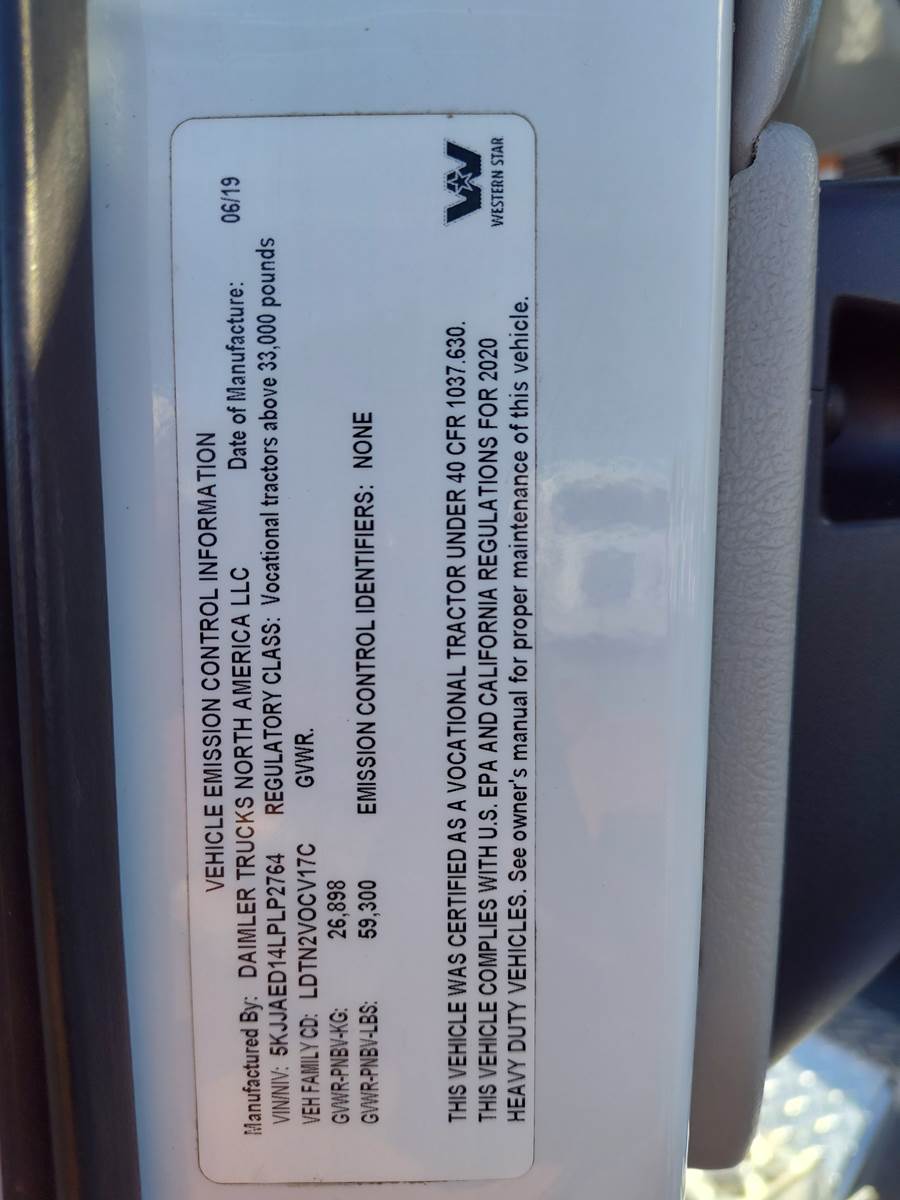 VEHICLE EMISSION CONTROL INFORMATION
Manufactured By: DAIMLER TRUCKS NORTH AMERICA LLC Date of Manufacture: 06/19
VIN/NIV: 5KJJAED14LPLP2764 REGULATORY CLASS: Vocational tractors above 33,000 pounds
VEH FAMILY CD: LDTN2VOCV17C GVWR.
GVWR-PNBV-KG: 26,898
GVWR-PNBV-LBS: 59,300 EMISSION CONTROL IDENTIFIERS: NONE
THIS VEHICLE WAS CERTIFIED AS A VOCATIONAL TRACTOR UNDER 40 CFR 1037.630.
THIS VEHICLE COMPLIES WITH U.S. EPA AND CALIFORNIA REGULATIONS FOR 2020
HEAVY DUTY VEHICLES. See owner's manual for proper maintenance of this vehicle.
WESTERN STAR